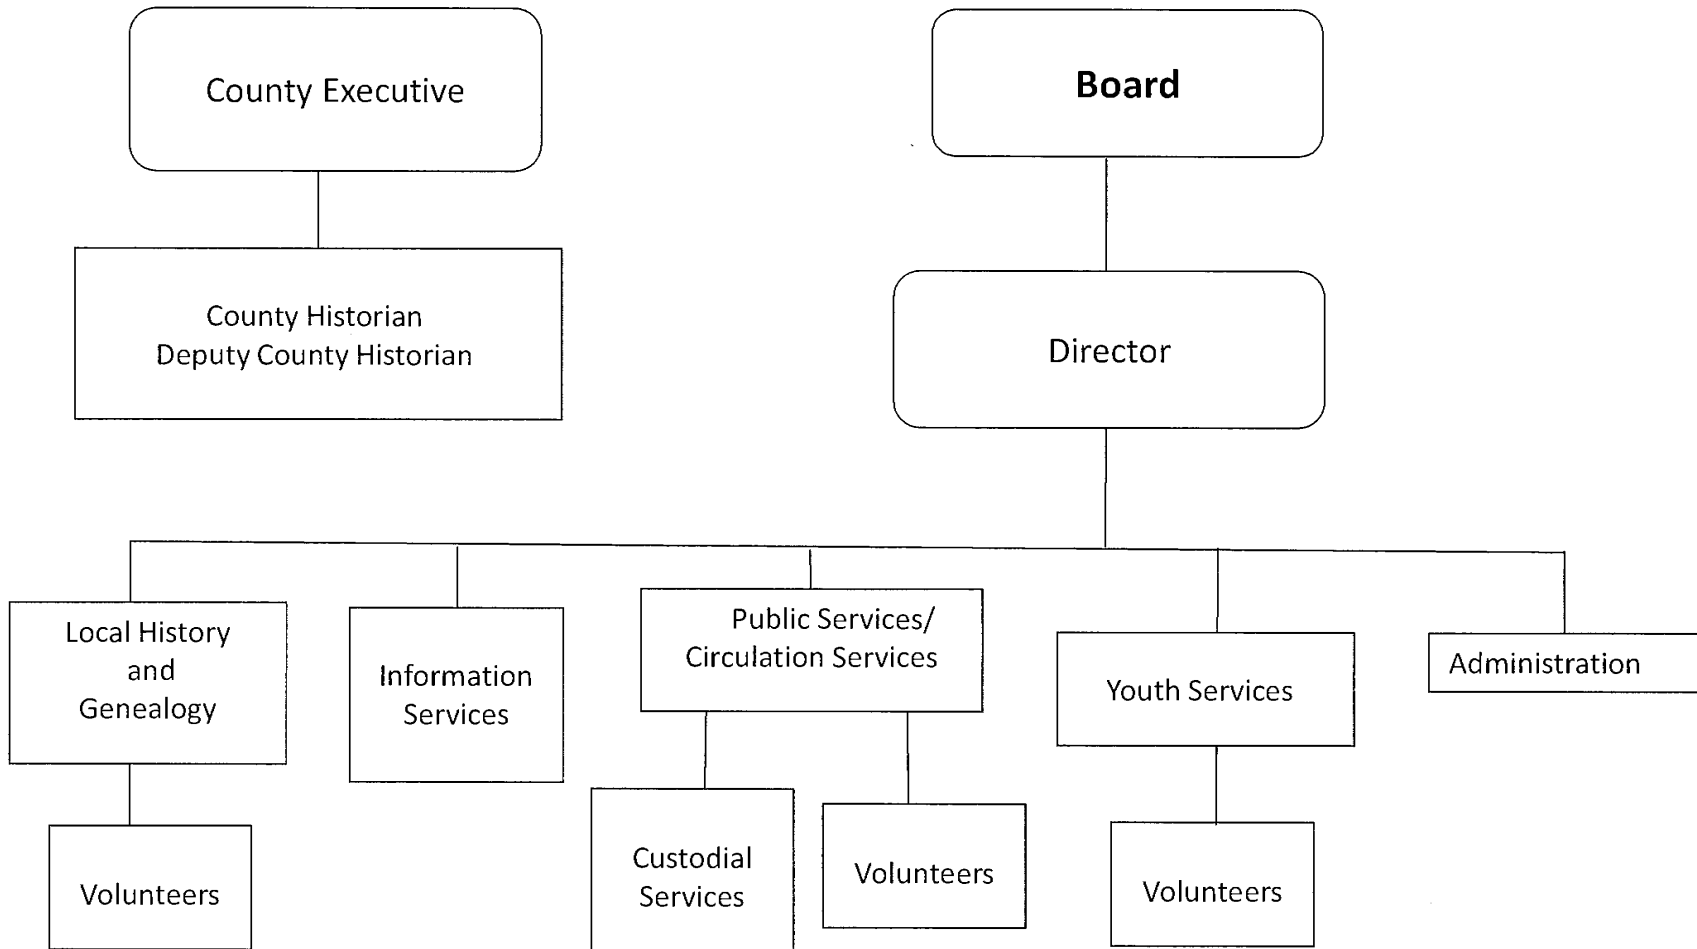 County Executive
Board
County Historian
Deputy County Historian
Director
Local History
and
Genealogy
Information
Services
Public Services/
Circulation Services
Youth Services
Administration
Volunteers
Custodial
Services
Volunteers
Volunteers